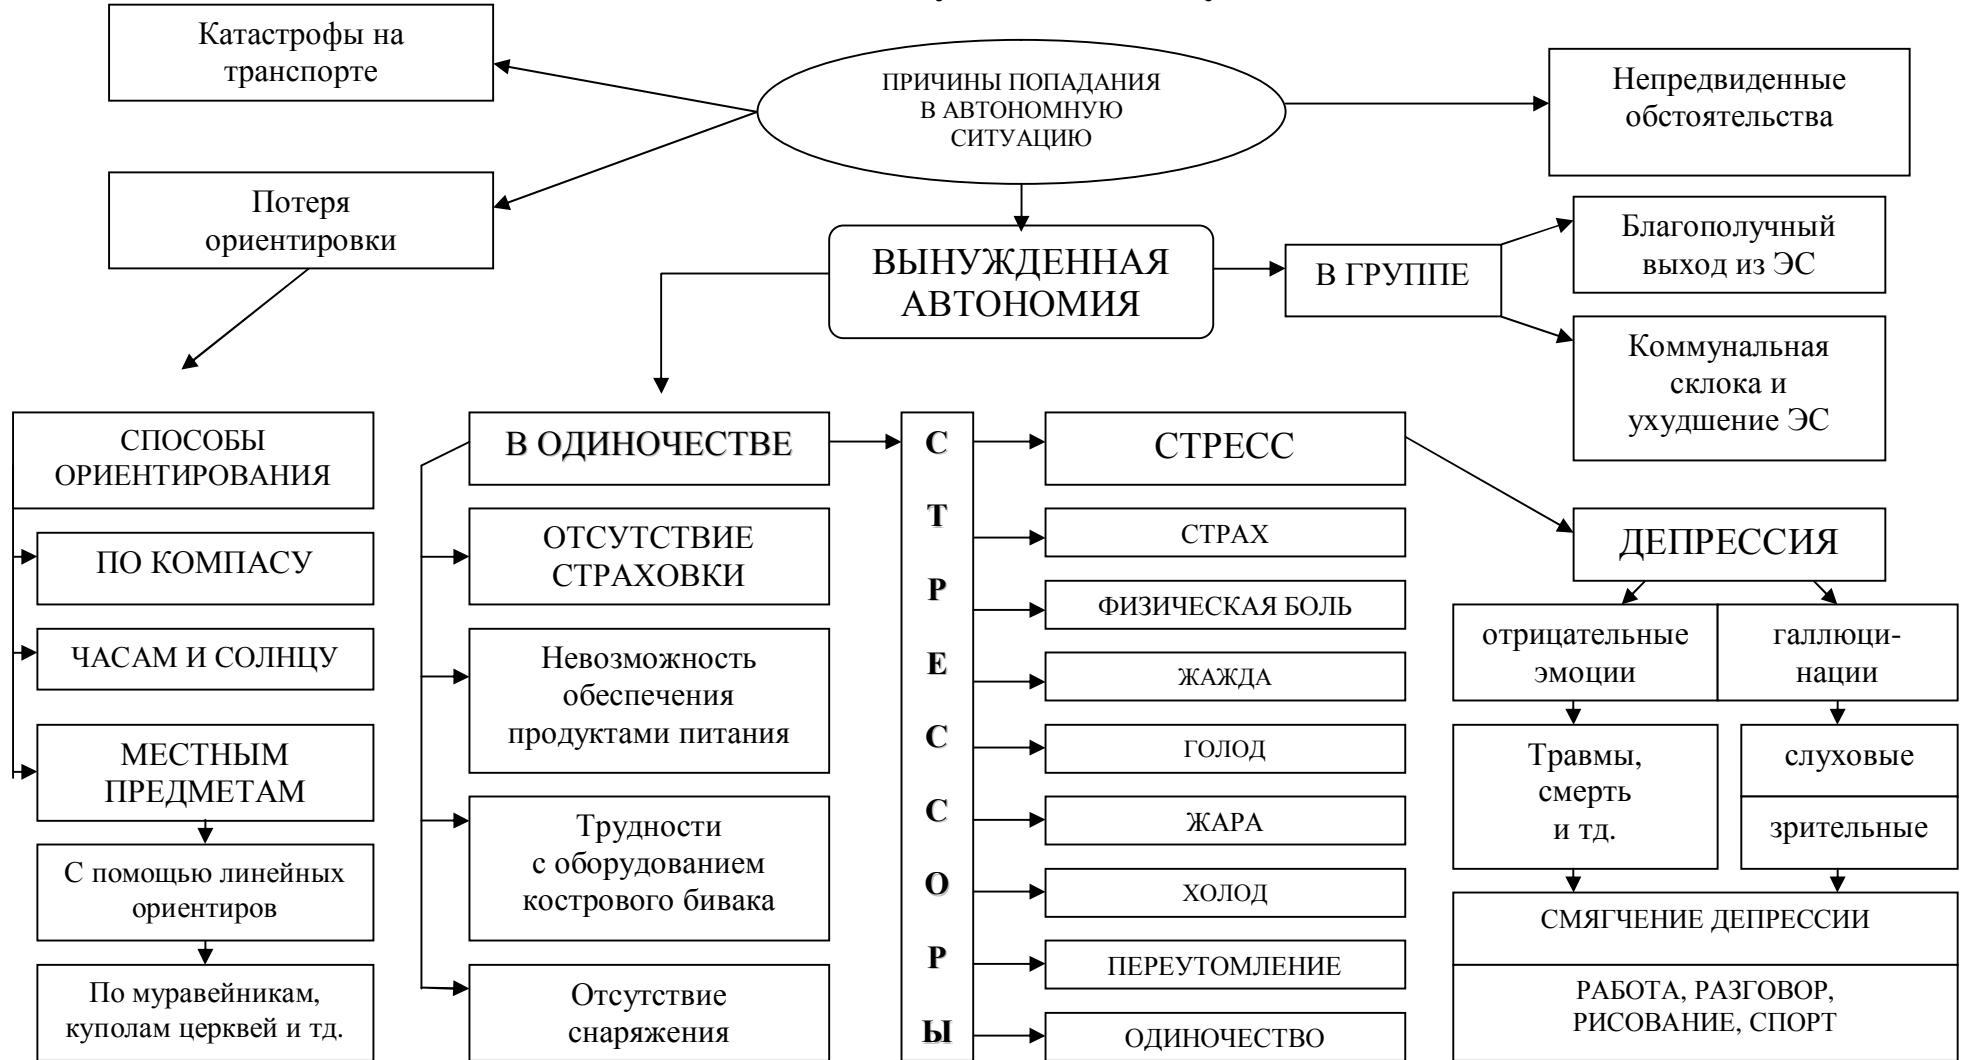 Катастрофы на
транспорте
ПРИЧИНЫ ПОПАДАНИЯ
В АВТОНОМНУЮ
СИТУАЦИЮ
Непредвиденные
обстоятельства
Потеря
ориентировки
ВЫНУЖДЕННАЯ
АВТОНОМИЯ
В ГРУППЕ
Благополучный
выход из ЭС
Коммунальная
склока и
ухудшение ЭС
СПОСОБЫ
ОРИЕНТИРОВАНИЯ
ПО КОМПАСУ
ЧАСАМ И СОЛНЦУ
МЕСТНЫМ
ПРЕДМЕТАМ
С помощью линейных
ориентиров
По муравейникам,
куполам церквей и тд.
В ОДИНОЧЕСТВЕ
ОТСУТСТВИЕ
СТРАХОВКИ
Невозможность
обеспечения
продуктами питания
Трудности
с оборудованием
кострового бивака
Отсутствие
снаряжения
С
Т
Р
Е
С
С
О
Р
Ы
СТРЕСС
СТРАХ
ФИЗИЧЕСКАЯ БОЛЬ
ЖАЖДА
ГОЛОД
ЖАРА
ХОЛОД
ПЕРЕУТОМЛЕНИЕ
ОДИНОЧЕСТВО
ДЕПРЕССИЯ
отрицательные
эмоции
галлюци-
нации
Травмы,
смерть
и тд.
слуховые
зрительные
СМЯГЧЕНИЕ ДЕПРЕССИИ
РАБОТА, РАЗГОВОР,
РИСОВАНИЕ, СПОРТ